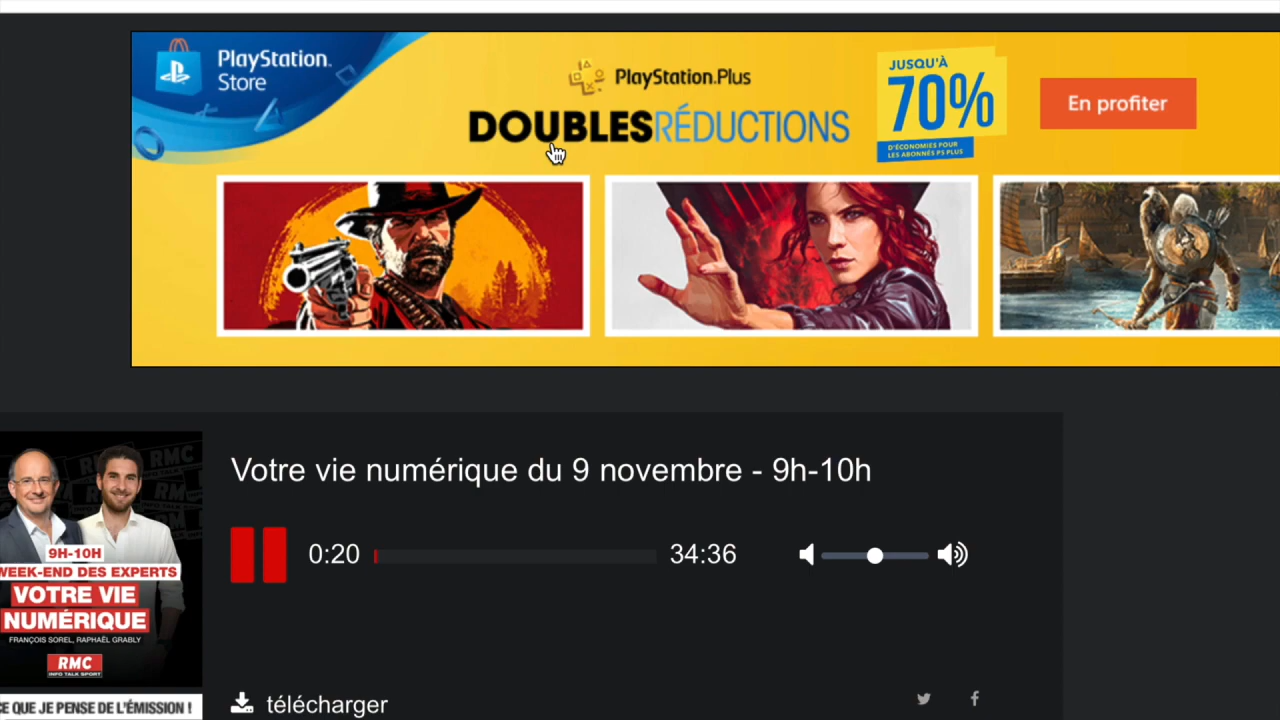 PlayStation.
Store
PlayStation.Plus
DOUBLESRÉDUCTIONS
JUSQU'À
70%
D'ÉCONOMIES POUR
LES ABONNÉS PS PLUS
En profiter
Votre vie numérique du 9 novembre - 9h-10h
0:20
34:36
RMC
9H-10H
WEEK-END DES EXPERTS
VOTRE VIE
NUMÉRIQUE
FRANÇOIS SOREL, RAPHAËL GRABLY
RMC
INFO TALK SPORT
CE QUE JE PENSE DE L'ÉMISSION !
télécharger